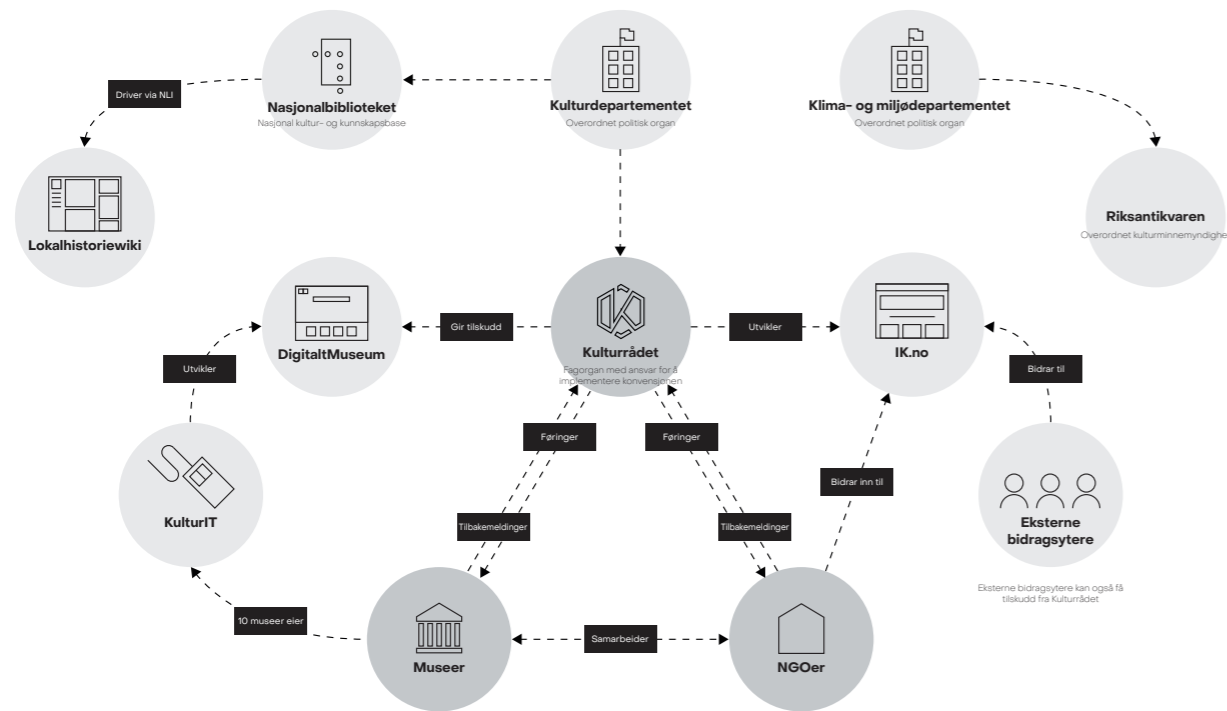 Driver via NLI
Nasjonalbiblioteket
Nasjonal kultur- og kunnskapsbase
Kulturdepartementet
Overordnet politisk organ
Klima- og miljødepartementet
Overordnet politisk organ
Lokalhistoriewiki
Riksantikvaren
Overordnet kulturminnemyndighe
DigitaltMuseum
Gir tilskudd
Kulturrådet
Fagorgan med ansvar for å
implementere konvensjonen
Utvikler
IK.no
Utvikler
Bidrar til
Føringer
Føringer
KulturIT
Bidrar inn til
Eksterne
bidragsytere
Tilbakemeldinger
Tilbakemeldinger
Eksterne bidragsytere kan også få
tilskudd fra Kulturrådet
10 museer eier
Museer
Samarbeider
NGOer